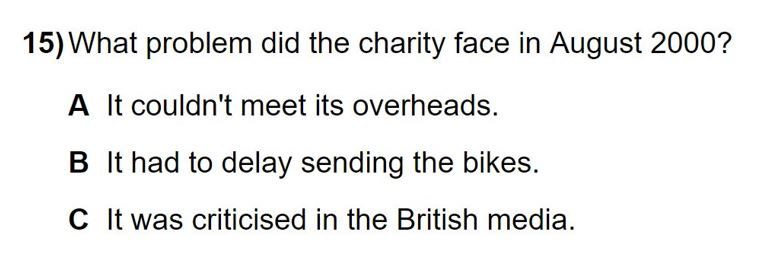 15) What problem did the charity face in August 2000?
A It couldn't meet its overheads.
B It had to delay sending the bikes.
C It was criticised in the British media.